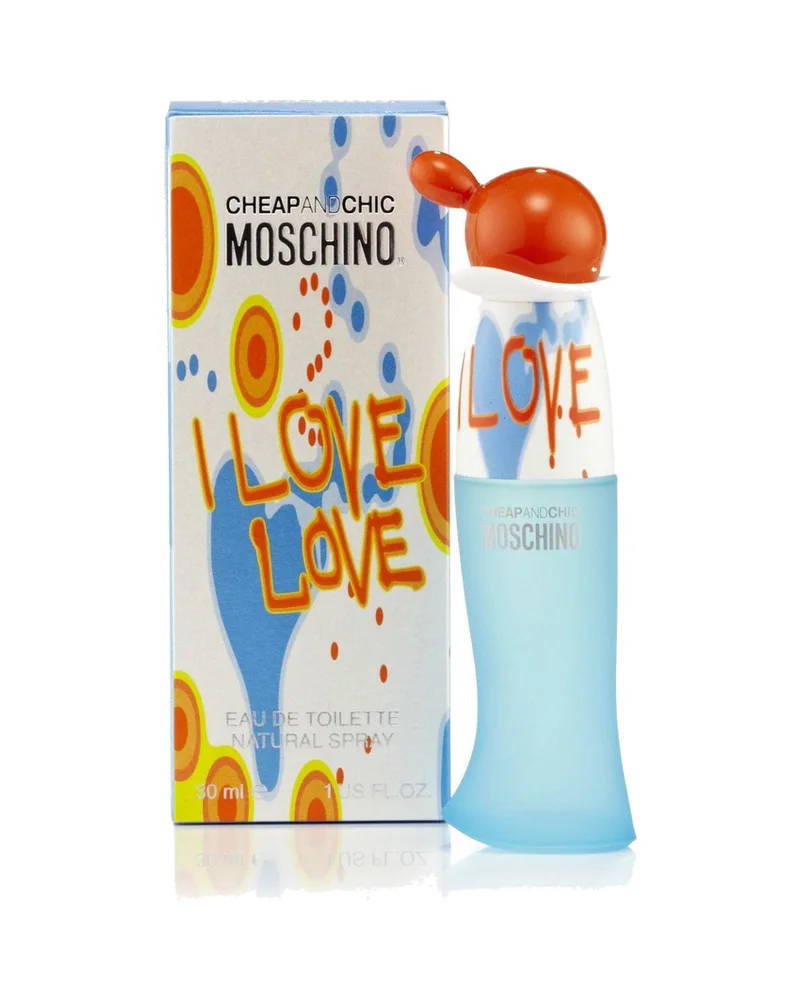 CHEAPANDCHIC
MOSCHINO®
I LOVE
LOVE
EAU DE TOILETTE
NATURAL SPRAY
30 ml e 1 US FL.OZ.
I LOVE
CHEAPANDCHIC
MOSCHINO